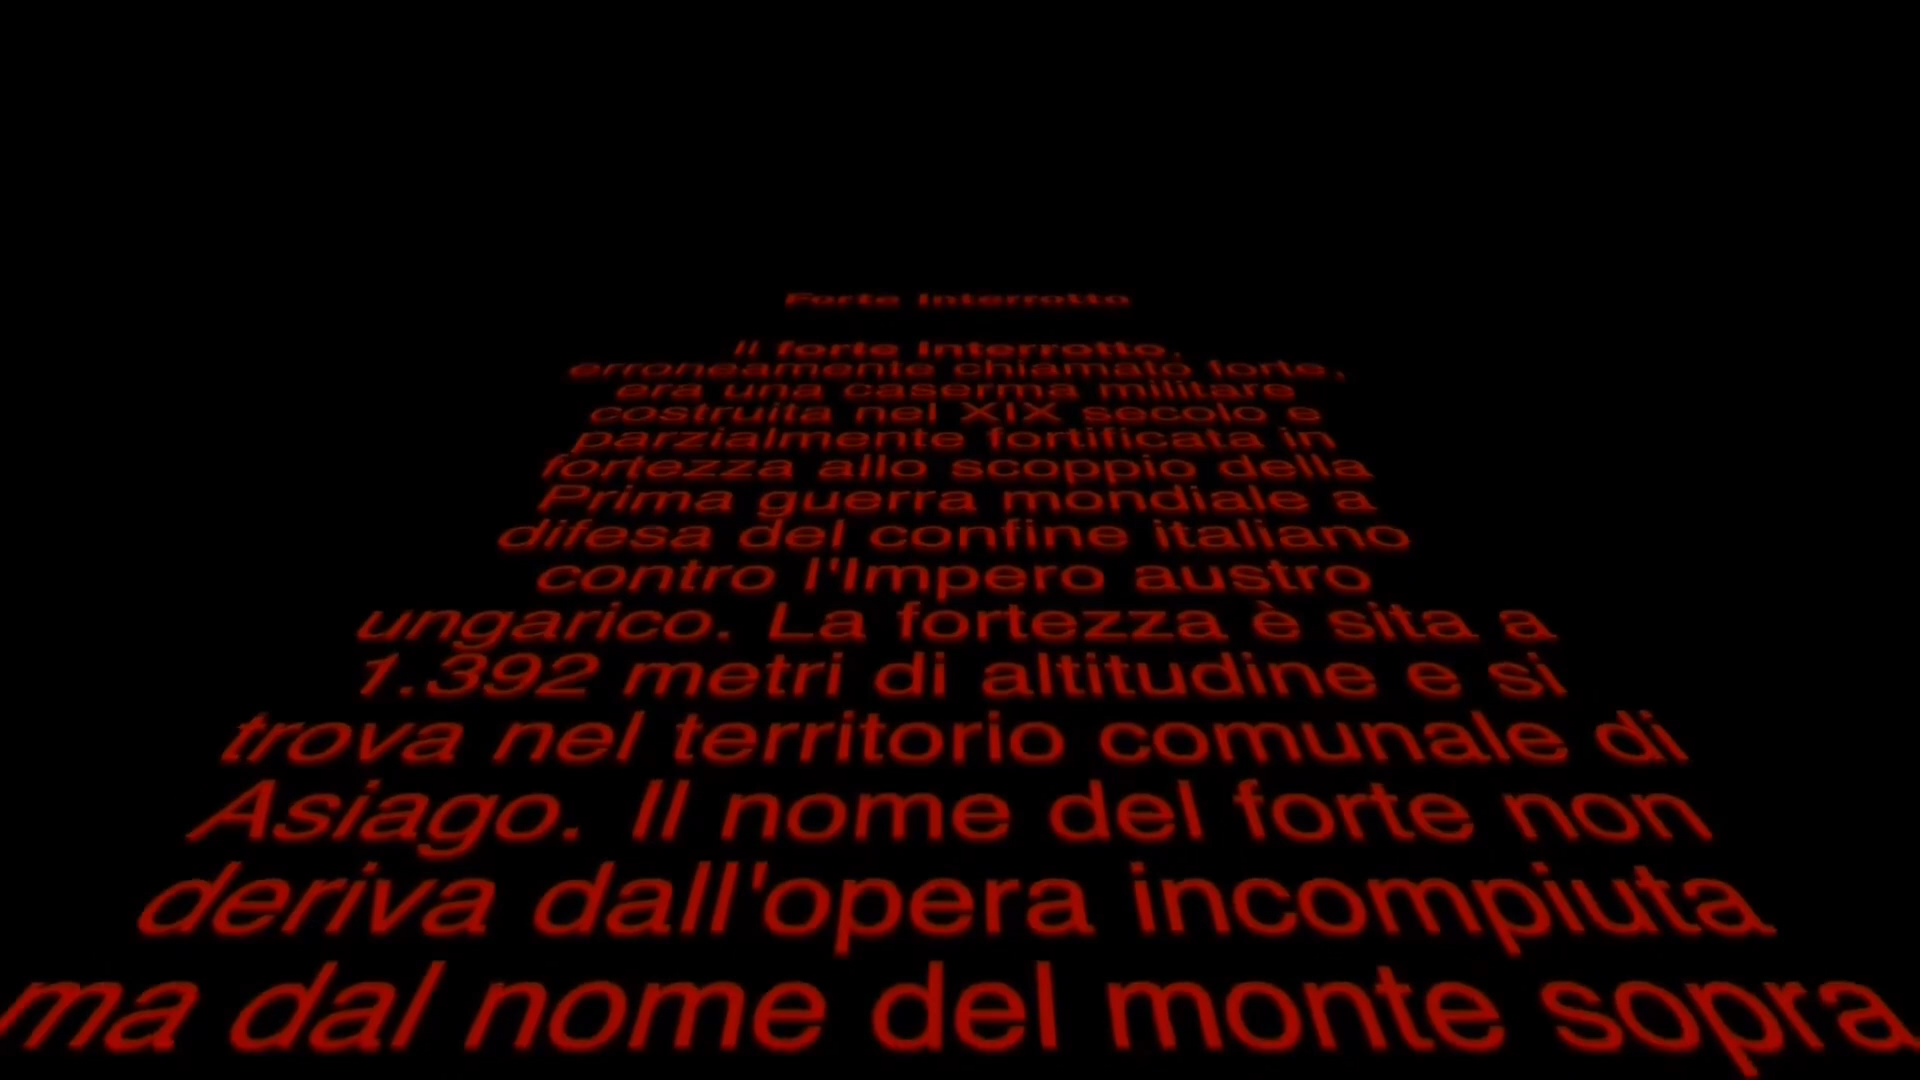 Forte Interrotto
Il forte Interrotto,
erroneamente chiamato forte,
era una caserma militare
costruita nel XIX secolo e
parzialmente fortificata in
fortezza allo scoppio della
Prima guerra mondiale a
difesa del confine italiano
contro l'Impero austro
ungarico. La fortezza è sita a
1.392 metri di altitudine e si
trova nel territorio comunale di
Asiago. Il nome del forte non
deriva dall'opera incompiuta
ma dal nome del monte sopra